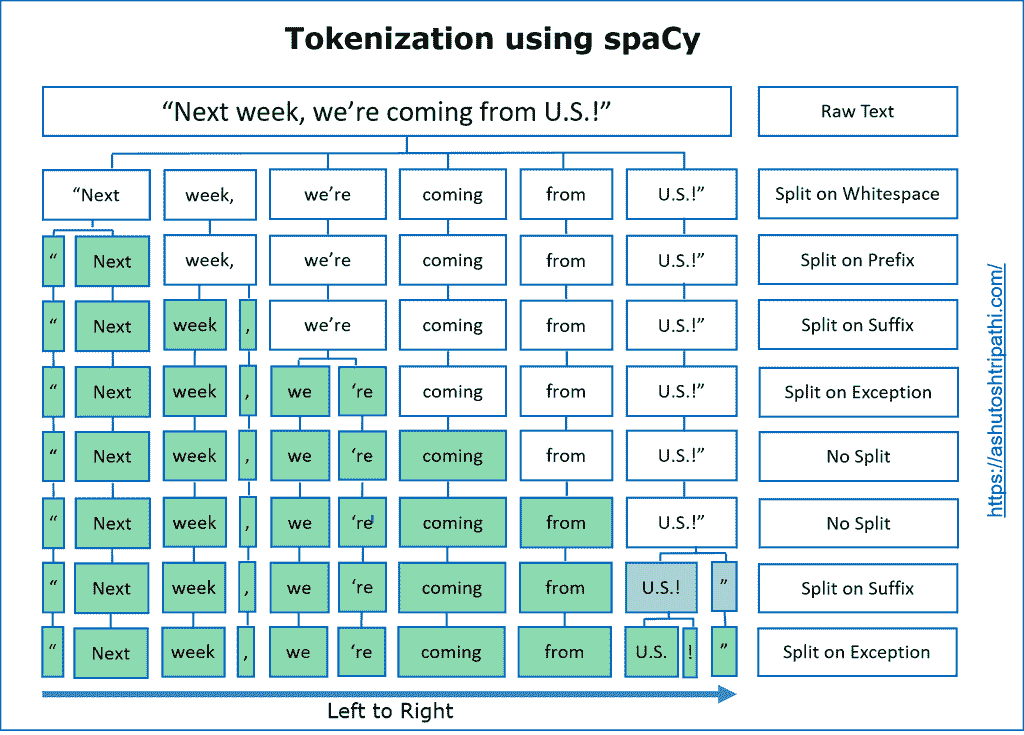 Tokenization using spaCy
“Next week, we’re coming from U.S.!” Raw Text
“Next week, we’re coming from U.S.!” Split on Whitespace
“ Next week, we’re coming from U.S.!” Split on Prefix
“ Next week , we’re coming from U.S.!” Split on Suffix
“ Next week , we ‘re coming from U.S.!” Split on Exception
“ Next week , we ‘re coming from U.S.!” No Split
“ Next week , we ‘re coming from U.S.!” No Split
“ Next week , we ‘re coming from U.S.! ” Split on Suffix
“ Next week , we ‘re coming from U.S. ! ” Split on Exception
Left to Right
https://ashutoshtripathi.com/